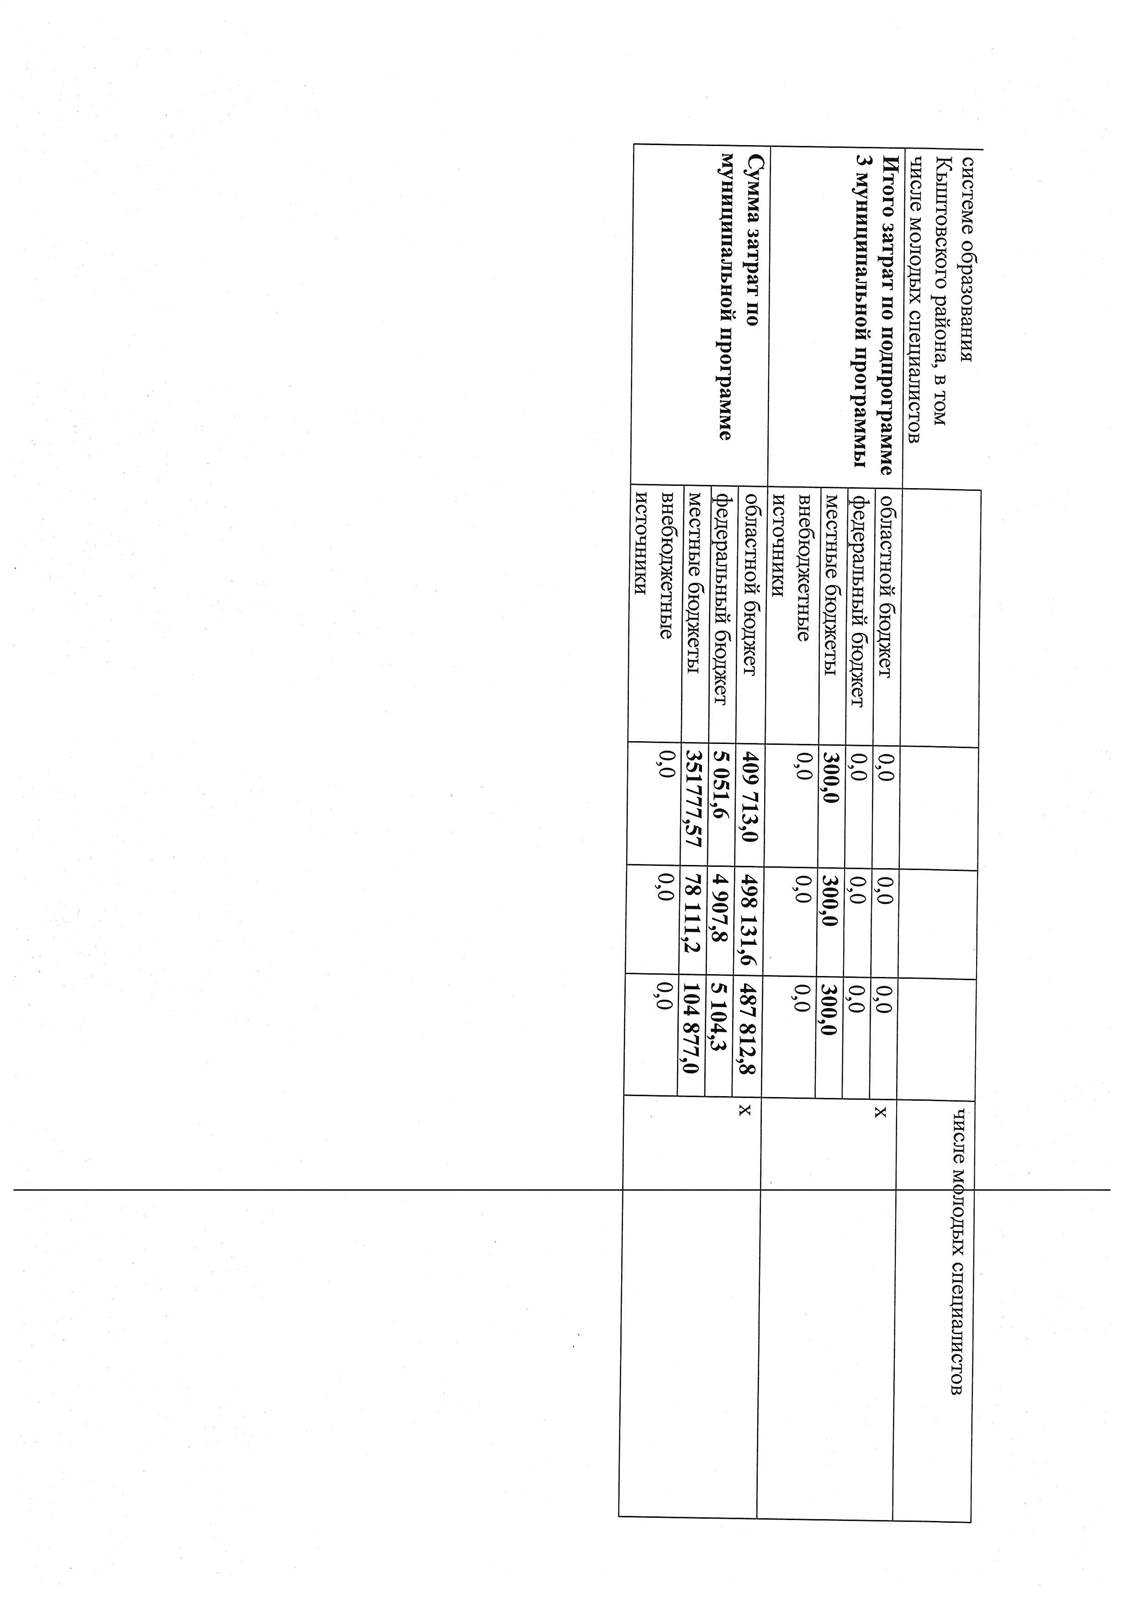 системе образования
Кыштовского района, в том
числе молодых специалистов
числе молодых специалистов
Итого затрат по подпрограмме
3 муниципальной программы
областной бюджет 0,0 0,0 0,0 х
федеральный бюджет 0,0 0,0 0,0
местные бюджеты 300,0 300,0 300,0
внебюджетные 0,0 0,0 0,0
источники
Сумма затрат по
муниципальной программе
областной бюджет 409 713,0 498 131,6 487 812,8 х
федеральный бюджет 5 051,6 4 907,8 5 104,3
местные бюджеты 351777,57 78 111,2 104 877,0
внебюджетные 0,0 0,0 0,0
источники